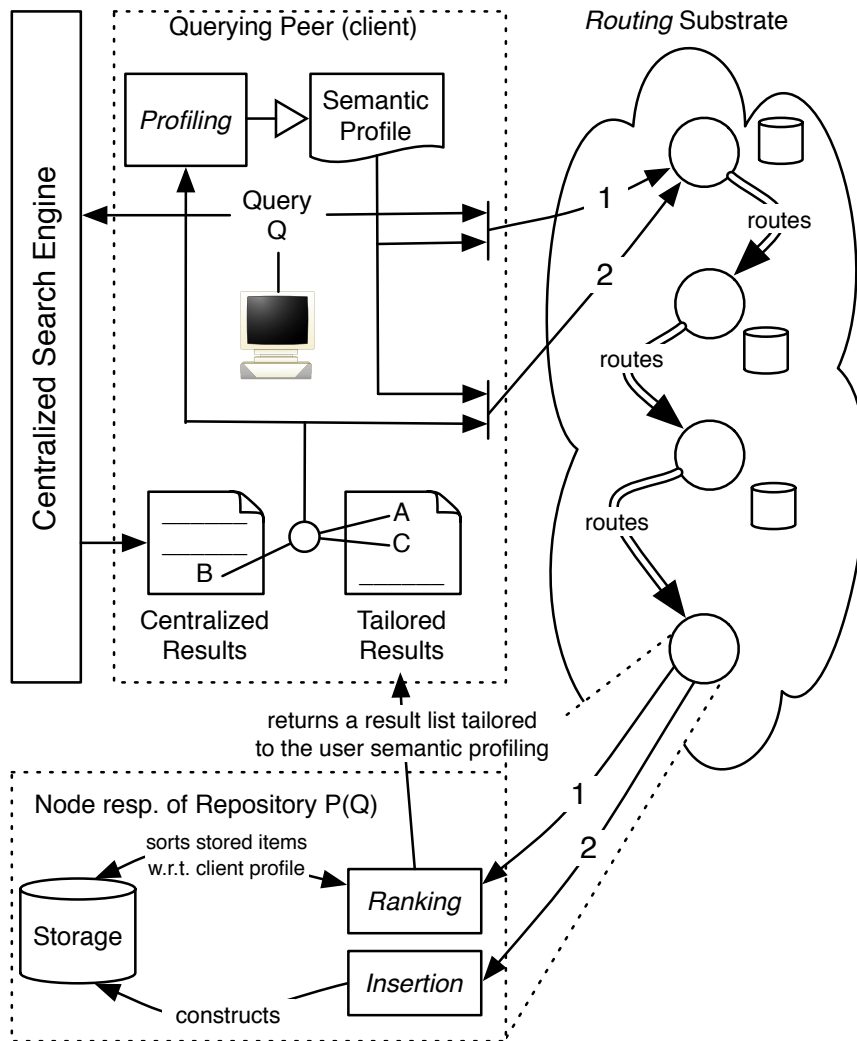 Querying Peer (client)
Routing Substrate
Centralized Search Engine
Profiling
Semantic
Profile
Query
Q
1
2
routes
routes
routes
A
C
B
Centralized
Results
Tailored
Results
returns a result list tailored
to the user semantic profiling
1
2
Node resp. of Repository P(Q)
sorts stored items
w.r.t. client profile
Storage
Ranking
Insertion
constructs